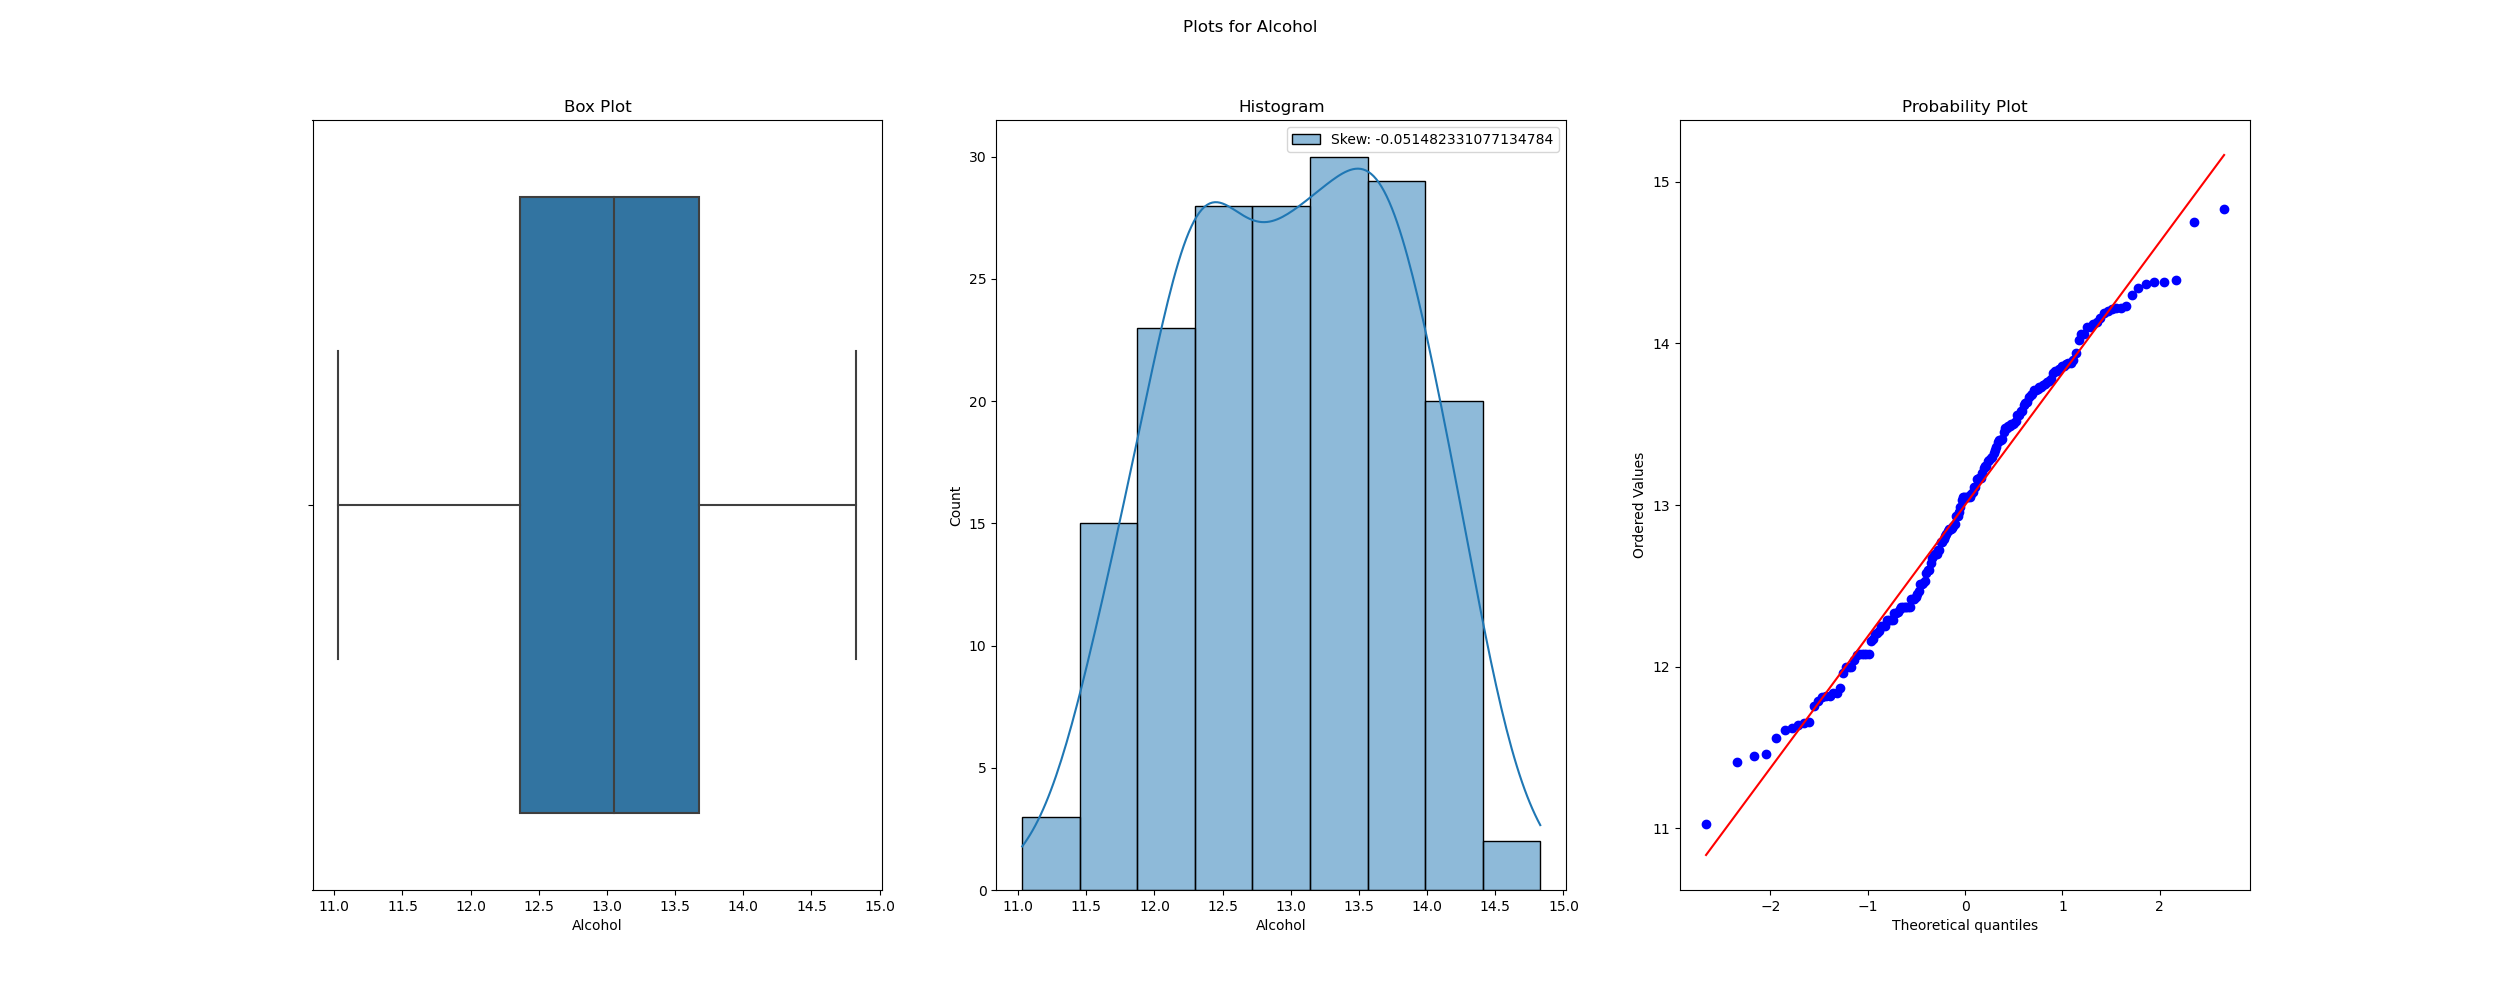 Plots for Alcohol
Box Plot
11.0 11.5 12.0 12.5 13.0 13.5 14.0 14.5 15.0
Alcohol
Histogram
Skew: -0.051482331077134784
30
25
20
15
10
5
0
Count
11.0 11.5 12.0 12.5 13.0 13.5 14.0 14.5 15.0
Alcohol
Probability Plot
15
14
13
12
11
Ordered Values
−2 −1 0 1 2
Theoretical quantiles